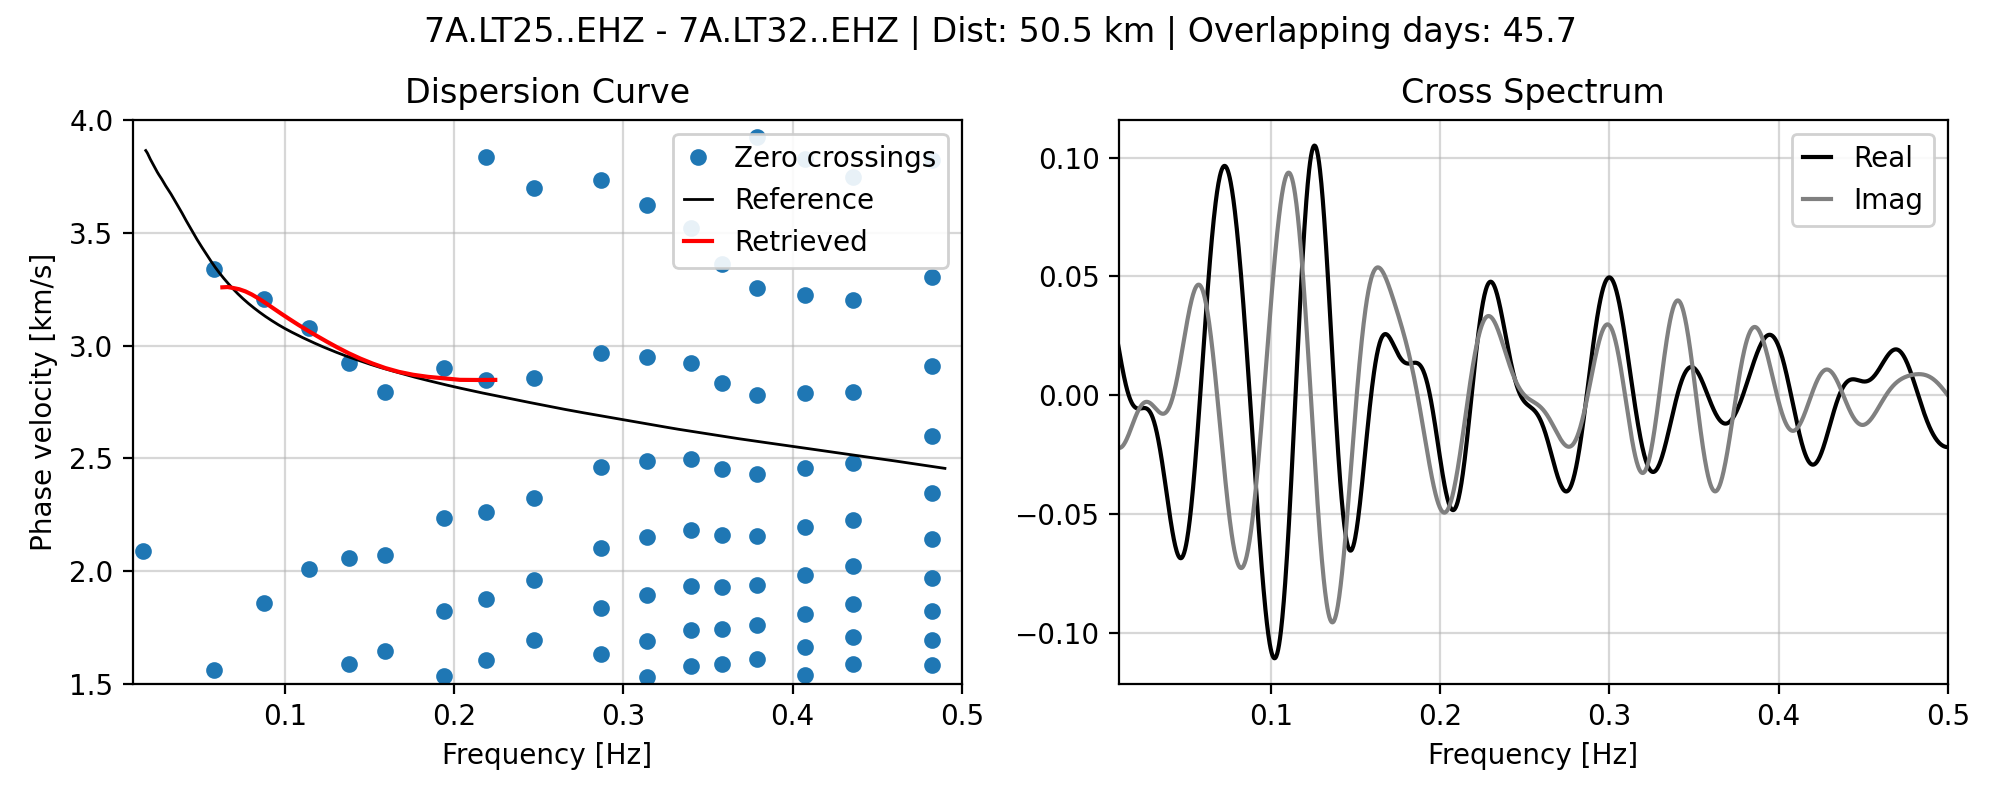 7A.LT25..EHZ - 7A.LT32..EHZ | Dist: 50.5 km | Overlapping days: 45.7
Dispersion Curve
4.0
3.5
3.0
2.5
2.0
1.5
Phase velocity [km/s]
0.1
0.2
0.3
0.4
0.5
Frequency [Hz]
Zero crossings
Reference
Retrieved
Cross Spectrum
0.10
0.05
0.00
−0.05
−0.10
0.1
0.2
0.3
0.4
0.5
Frequency [Hz]
Real
Imag